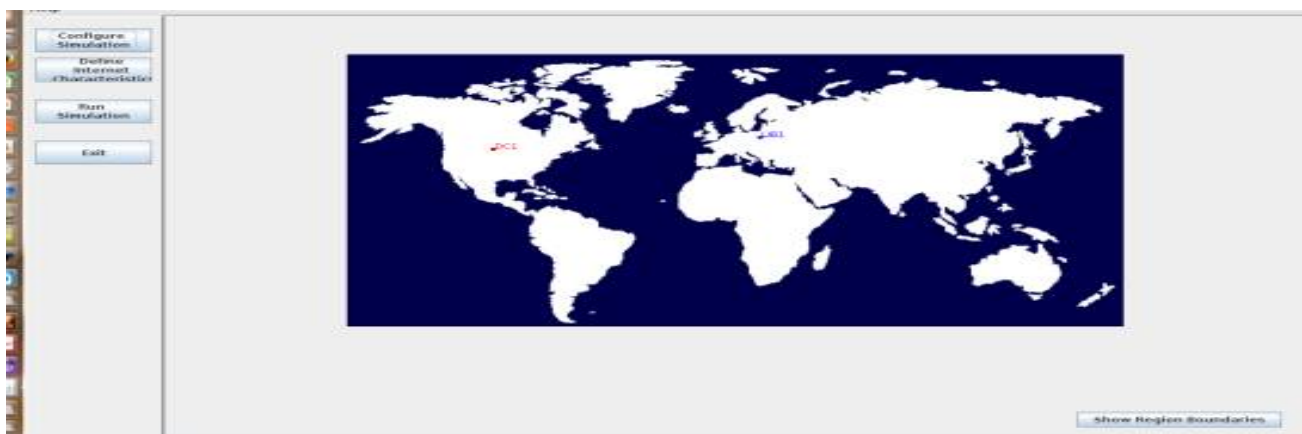 Configure
Simulation
Define
Internet
Characteristic
Run
Simulation
Exit
DC1
UB1
Show Region Boundaries